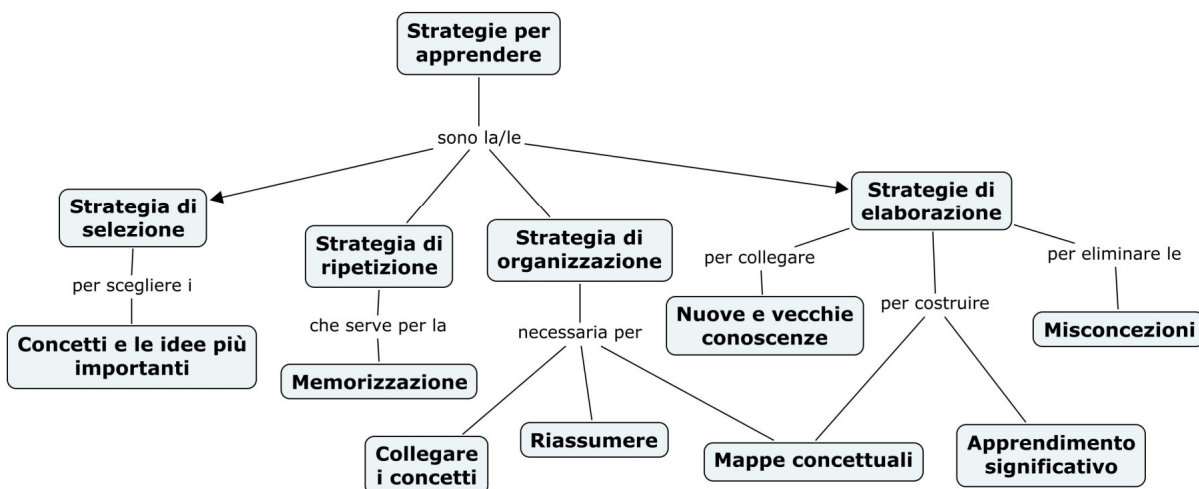 Strategie per
apprendere
sono la/le
Strategia di
selezione
Strategia di
ripetizione
Strategia di
organizzazione
Strategie di
elaborazione
per scegliere i
che serve per la
necessaria per
per collegare
per costruire
per eliminare le
Concetti e le idee più
importanti
Memorizzazione
Nuove e vecchie
conoscenze
Misconcezioni
Collegare
i concetti
Riassumere
Mappe concettuali
Apprendimento
significativo